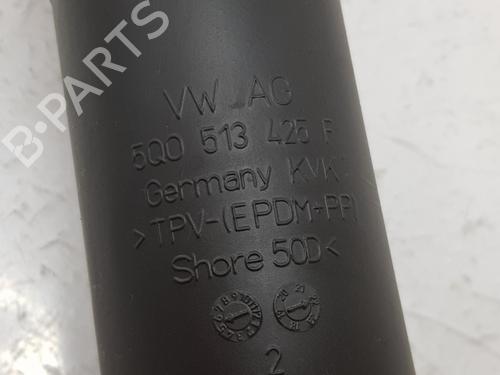 VW AG
5Q0 513 425 F
Germany KVK
>TPV-(EPDM+PP)
Shore 50D<
2
B-PARTS